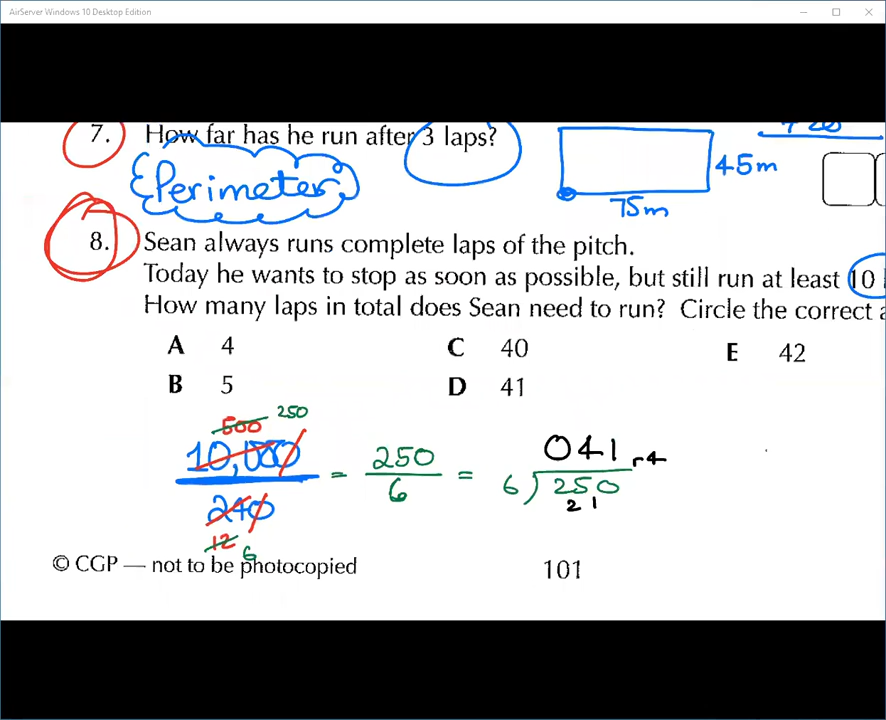 AirServer Windows 10 Desktop Edition
7. How far has he run after 3 laps?
Perimeter
45m
75m
8. Sean always runs complete laps of the pitch.
Today he wants to stop as soon as possible, but still run at least 10
How many laps in total does Sean need to run? Circle the correct a
A 4 C 40 E 42
B 5 D 41
500 250
10,000 = 250 = 041 r4
240 6 6 250
2 1
12 6
© CGP — not to be photocopied 101